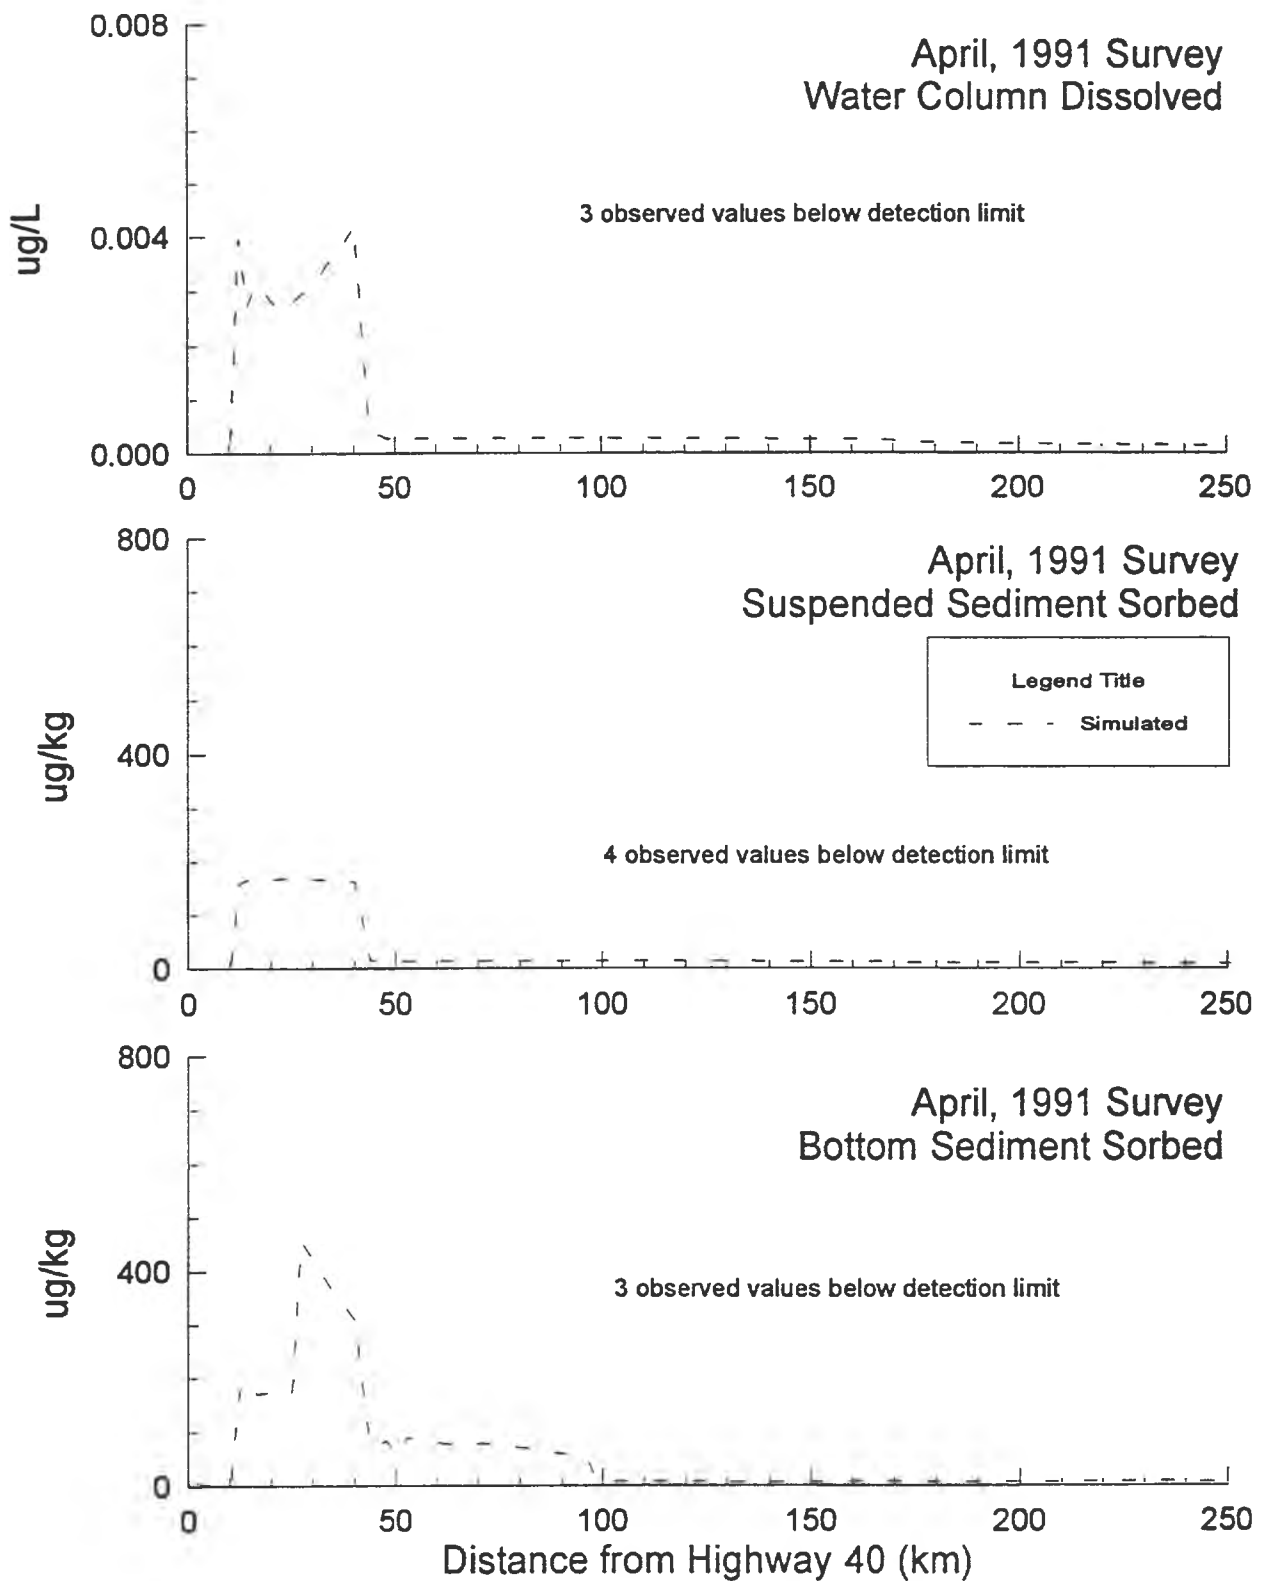 0.008
April, 1991 Survey
Water Column Dissolved
3 observed values below detection limit
ug/L
0.004
0.000
0 50 100 150 200 250
800
April, 1991 Survey
Suspended Sediment Sorbed
Legend Title
Simulated
ug/kg
400
4 observed values below detection limit
0
0 50 100 150 200 250
800
April, 1991 Survey
Bottom Sediment Sorbed
ug/kg
400
3 observed values below detection limit
0
0 50 100 150 200 250
Distance from Highway 40 (km)